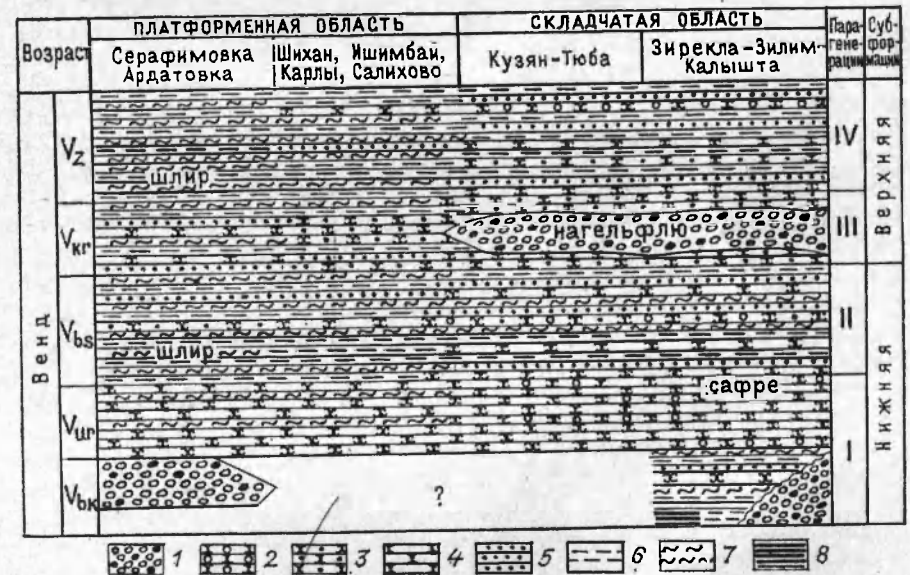 ПЛАТФОРМЕННАЯ ОБЛАСТЬ
СКЛАДЧАТАЯ ОБЛАСТЬ
Возраст
Серафимовка
Ардатовка
Шихан, Ишимбай,
Карлы, Салихово
Кузян-Тюба
Зирекла-Зилим-
Калышта
Пара-
гене-
рации
Суб-
фор-
мации
Венд
Vz
шлир
IV
Верхняя
Vкг
нагельфлю
III
Vbs
шлир
II
Нижняя
Vur
сафре
I
Vbк
?
1 2 3 4 5 6 7 8